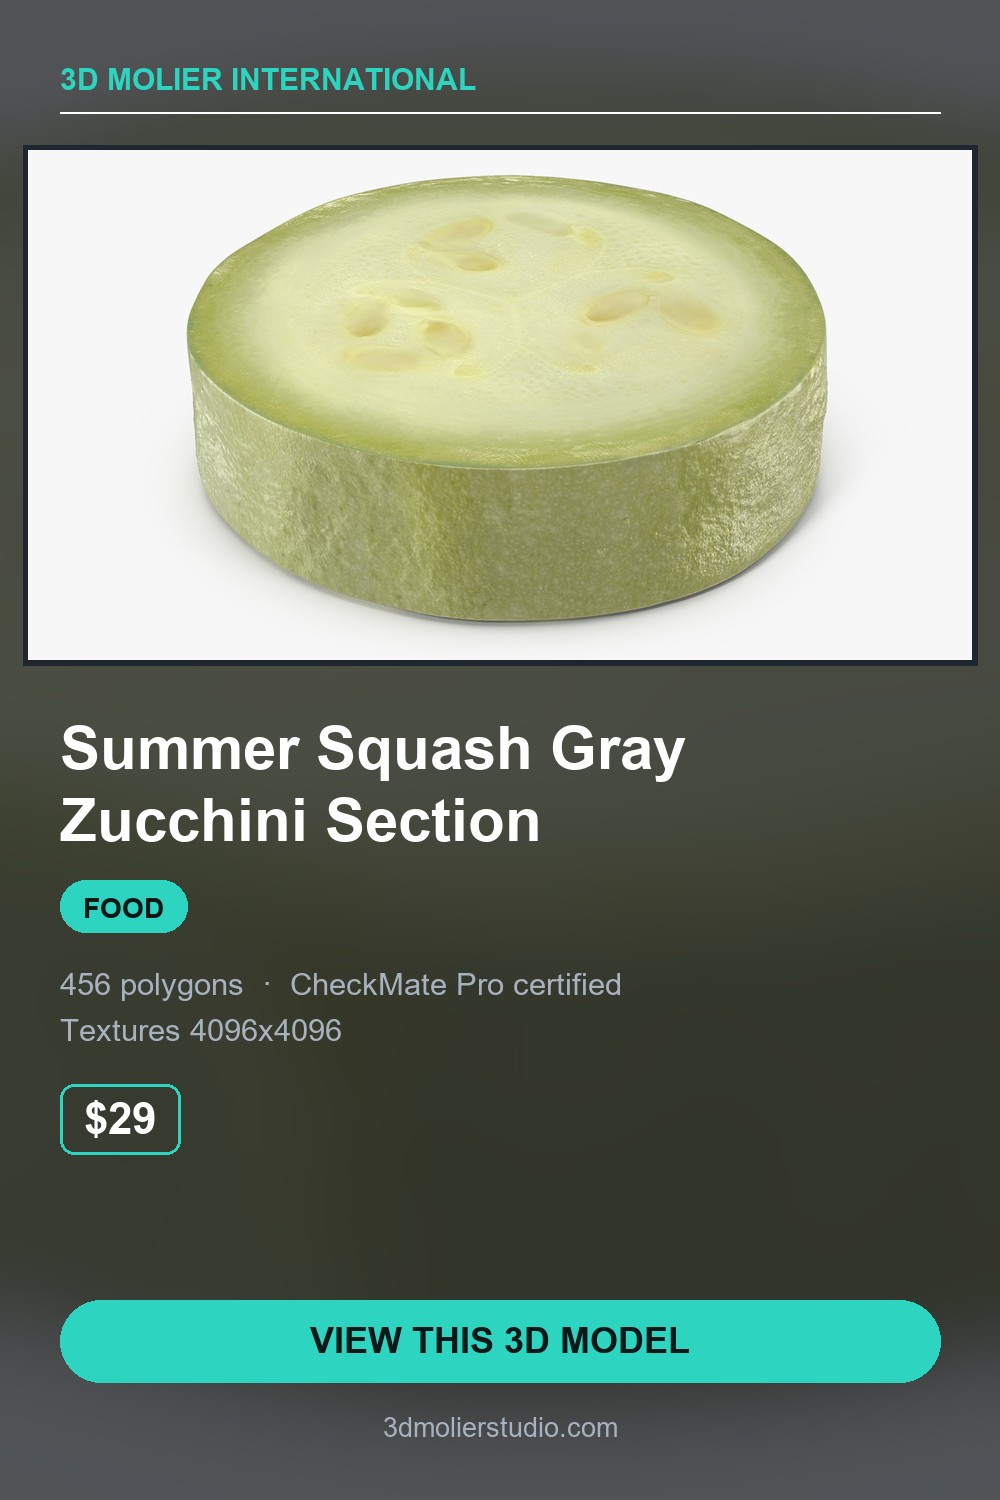 3D MOLIER INTERNATIONAL
Summer Squash Gray
Zucchini Section
FOOD
456 polygons · CheckMate Pro certified
Textures 4096x4096
$29
VIEW THIS 3D MODEL
3dmolierstudio.com